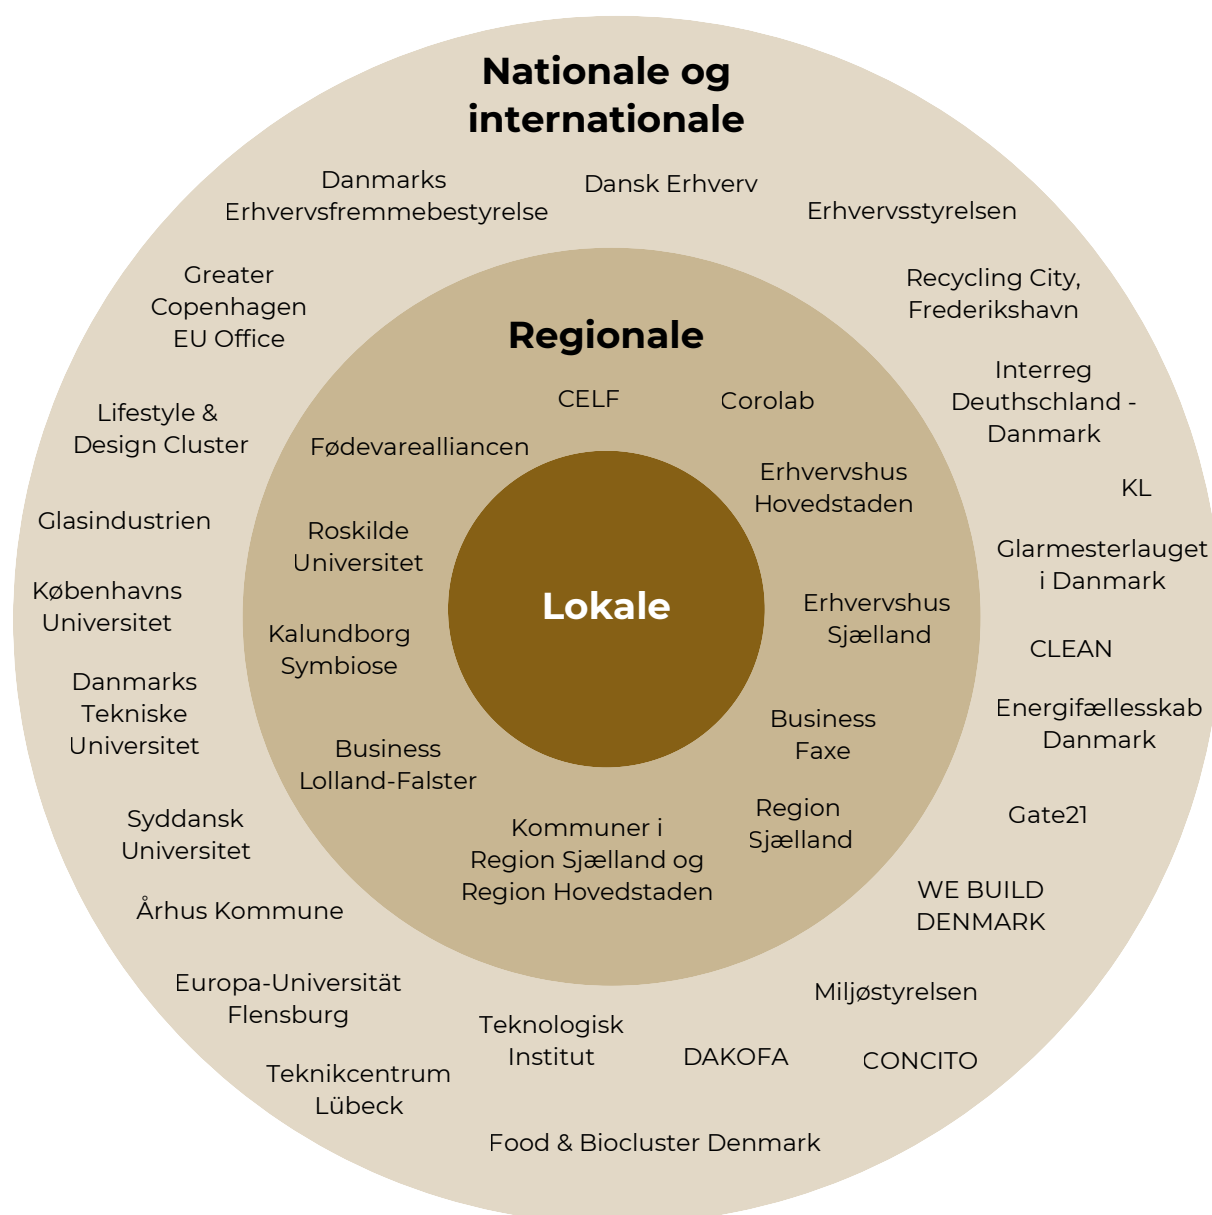 Nationale og
internationale
Danmarks
Erhvervsfremmebestyrelse
Dansk Erhverv
Erhvervsstyrelsen
Greater
Copenhagen
EU Office
Recycling City,
Frederikshavn
Interreg
Deuthschland -
Danmark
Lifestyle &
Design Cluster
KL
Glasindustrien
Glarmesterlauget
i Danmark
Københavns
Universitet
CLEAN
Danmarks
Tekniske
Universitet
Energifællesskab
Danmark
Syddansk
Universitet
Gate21
Århus Kommune
WE BUILD
DENMARK
Europa-Universität
Flensburg
Miljøstyrelsen
Teknologisk
Institut
DAKOFA
CONCITO
Teknikcentrum
Lübeck
Food & Biocluster Denmark
Regionale
CELF
Corolab
Fødevarealliancen
Erhvervshus
Hovedstaden
Roskilde
Universitet
Erhvervshus
Sjælland
Kalundborg
Symbiose
Business
Faxe
Business
Lolland-Falster
Region
Sjælland
Kommuner i
Region Sjælland og
Region Hovedstaden
Lokale